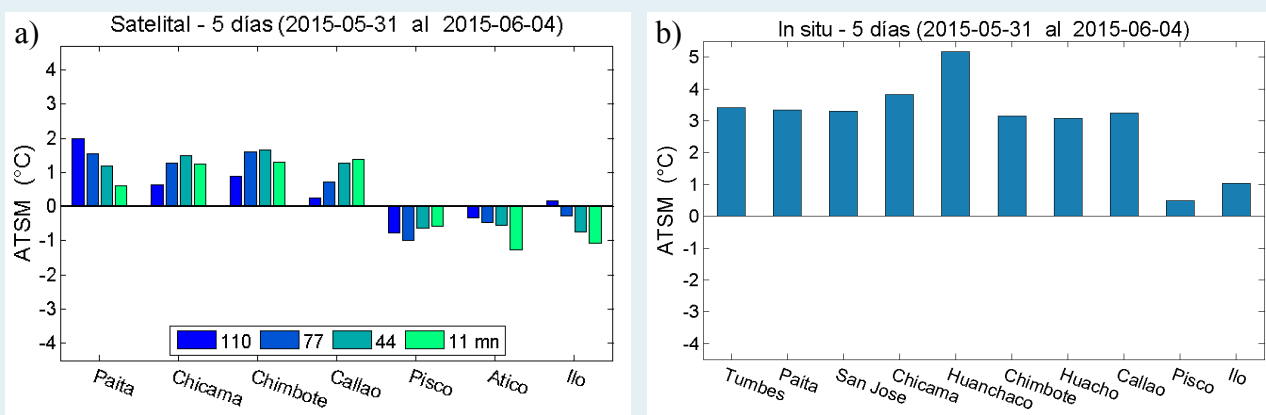 a)
Satelital - 5 días (2015-05-31 al 2015-06-04)
ATSM (°C)
4
3
2
1
0
-1
-2
-3
-4
110 77 44 11 mn
Paita Chicama Chimbote Callao Pisco Atico Ilo
b)
In situ - 5 días (2015-05-31 al 2015-06-04)
ATSM (°C)
5
4
3
2
1
0
-1
-2
-3
-4
Tumbes Paita San Jose Chicama Huanchaco Chimbote Huacho Callao Pisco Ilo